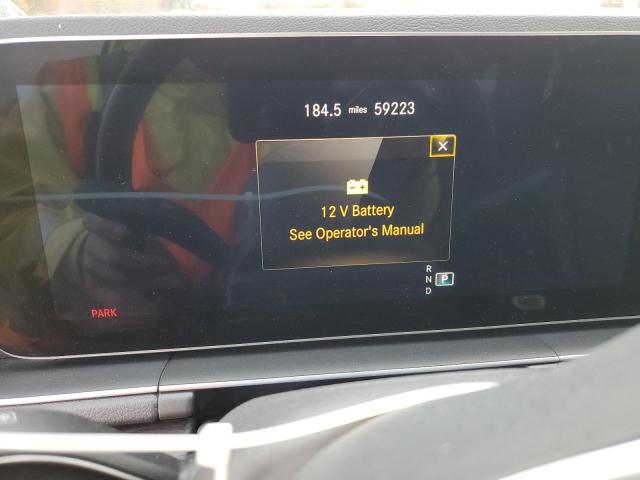 184.5 miles 59223
12 V Battery
See Operator's Manual
R
N P
D
PARK